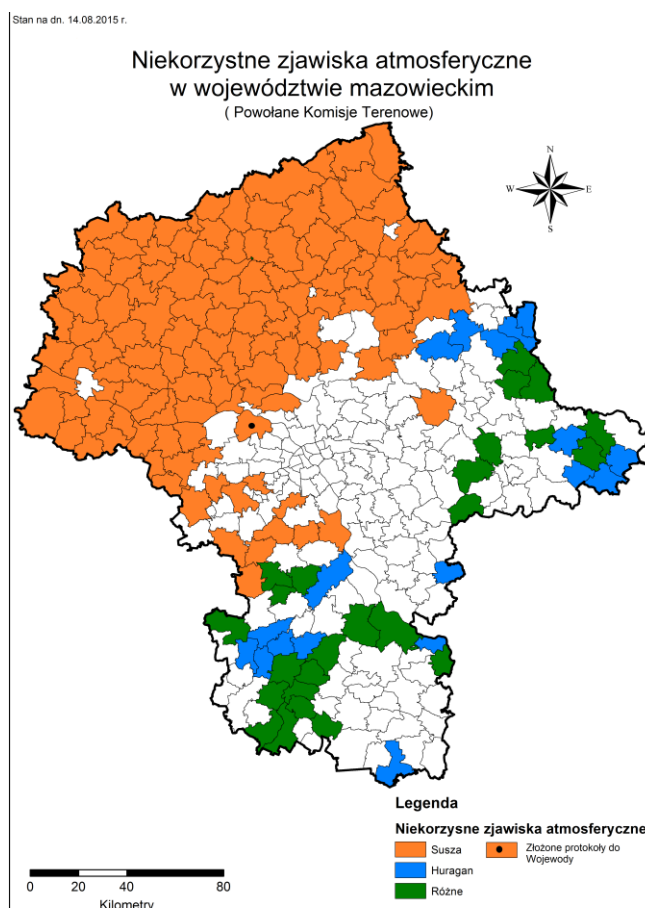 Stan na dn. 14.08.2015 r.
Niekorzystne zjawiska atmosferyczne
w województwie mazowieckim
( Powołane Komisje Terenowe)
N
W E
S
Legenda
Niekorzysne zjawiska atmosferyczne
Susza
Złożone protokoły do
Wojewody
Huragan
Różne
0 20 40 80
Kilometry